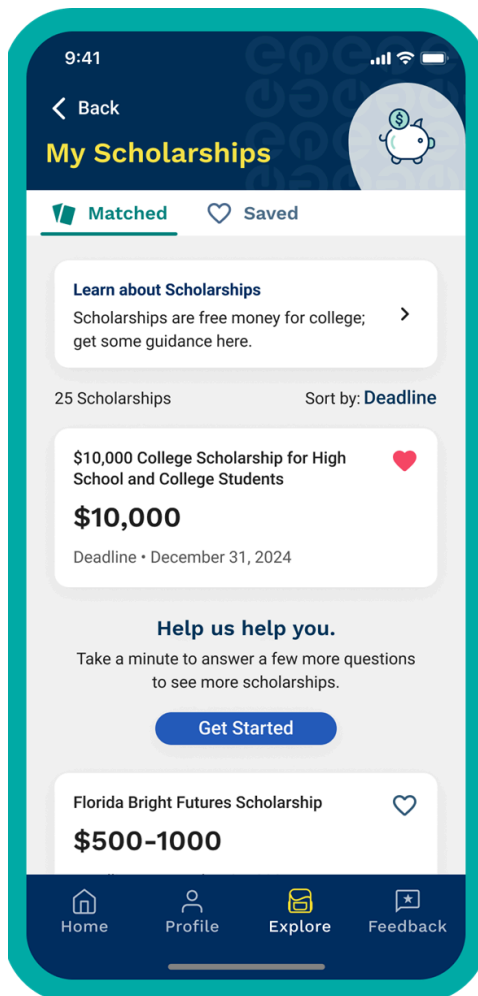 9:41
Back
My Scholarships
$
Matched
Saved
Learn about Scholarships
Scholarships are free money for college;
get some guidance here.
25 Scholarships
Sort by: Deadline
$10,000 College Scholarship for High
School and College Students
$10,000
Deadline • December 31, 2024
Help us help you.
Take a minute to answer a few more questions
to see more scholarships.
Get Started
Florida Bright Futures Scholarship
$500-1000
Home
Profile
Explore
Feedback